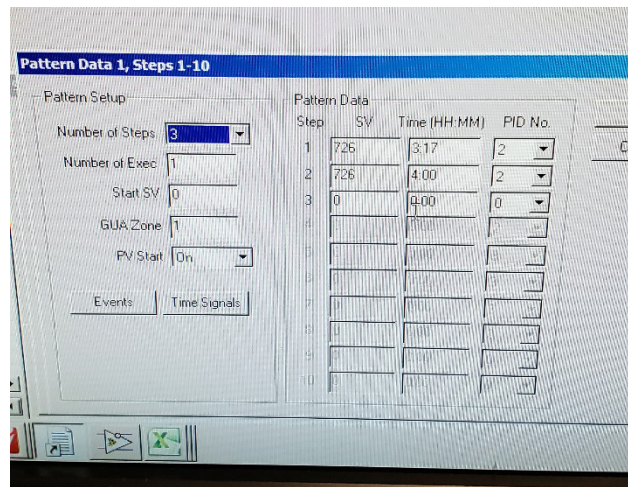 Pattern Data 1, Steps 1-10
Pattern Setup
Number of Steps 3
Number of Exec 1
Start SV 0
GUA Zone 1
PV Start On
Events Time Signals
Pattern Data
Step SV Time (HH:MM) PID No.
1 726 3:17 2
2 726 4:00 2
3 0 0:00 0
4
5
6
7
8
9
10